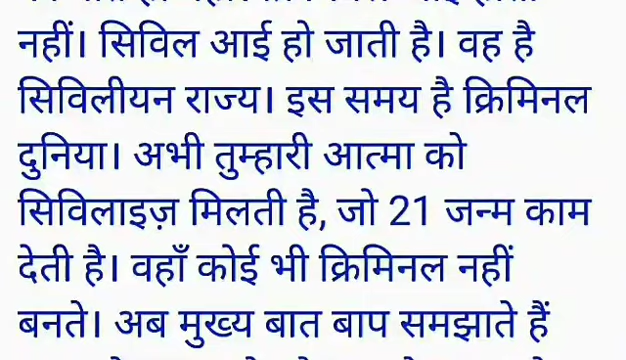 नहीं। सिविल आई हो जाती है। वह है
सिविलीयन राज्य। इस समय है क्रिमिनल
दुनिया। अभी तुम्हारी आत्मा को
सिविलाइज़ मिलती है, जो 21 जन्म काम
देती है। वहाँ कोई भी क्रिमिनल नहीं
बनते। अब मुख्य बात बाप समझाते हैं